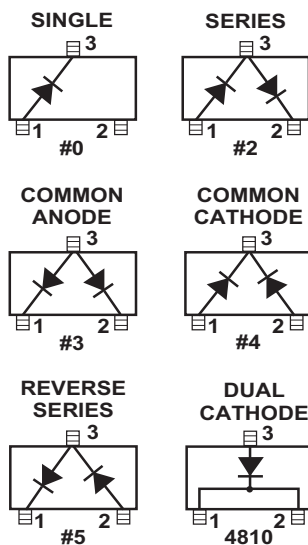 SINGLE
3
1 2
#0
SERIES
3
1 2
#2
COMMON
ANODE
3
1 2
#3
COMMON
CATHODE
3
1 2
#4
REVERSE
SERIES
3
1 2
#5
DUAL
CATHODE
3
1 2
4810